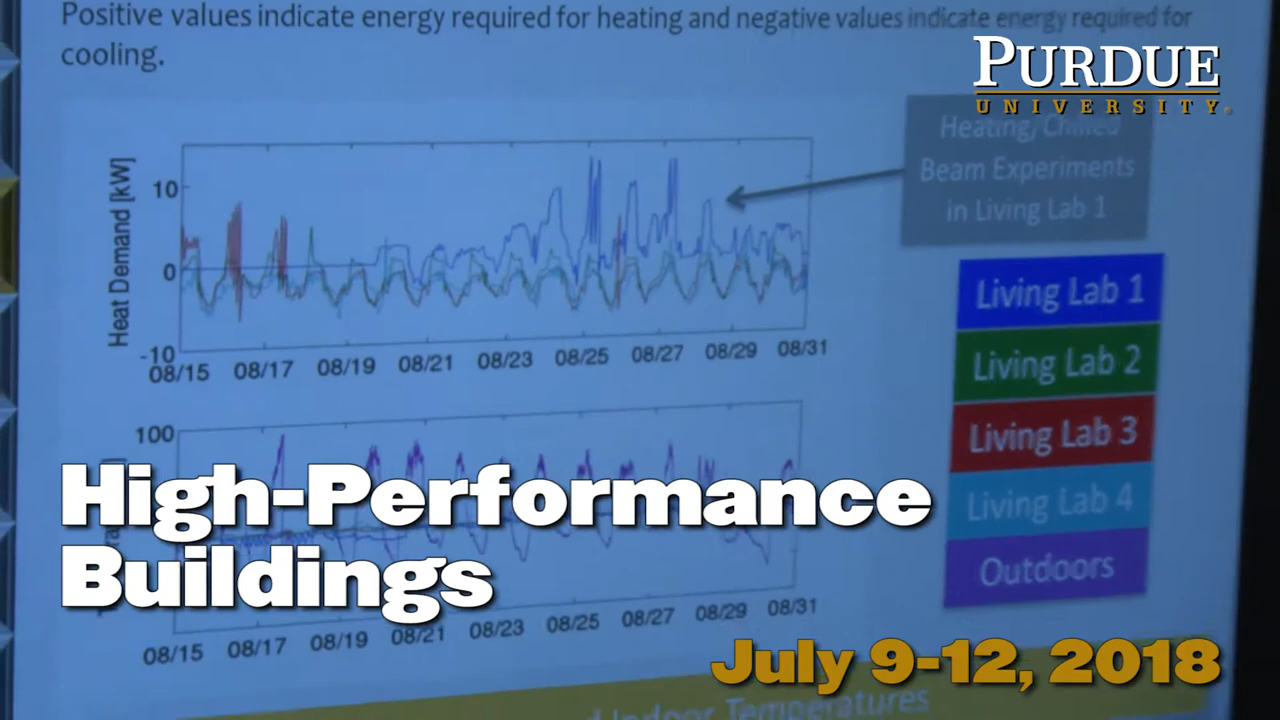 Positive values indicate energy required for heating and negative values indicate energy required for
cooling.
PURDUE
UNIVERSITY®
Heating, Chilled
Beam Experiments
in Living Lab 1
Heat Demand [kW]
10
0
-10
08/15 08/17 08/19 08/21 08/23 08/25 08/27 08/29 08/31
Living Lab 1
Living Lab 2
Living Lab 3
Living Lab 4
Outdoors
100
High-Performance
Buildings
08/15 08/17 08/19 08/21 08/23 08/25 08/27 08/29 08/31
July 9-12, 2018
Indoor Temperatures